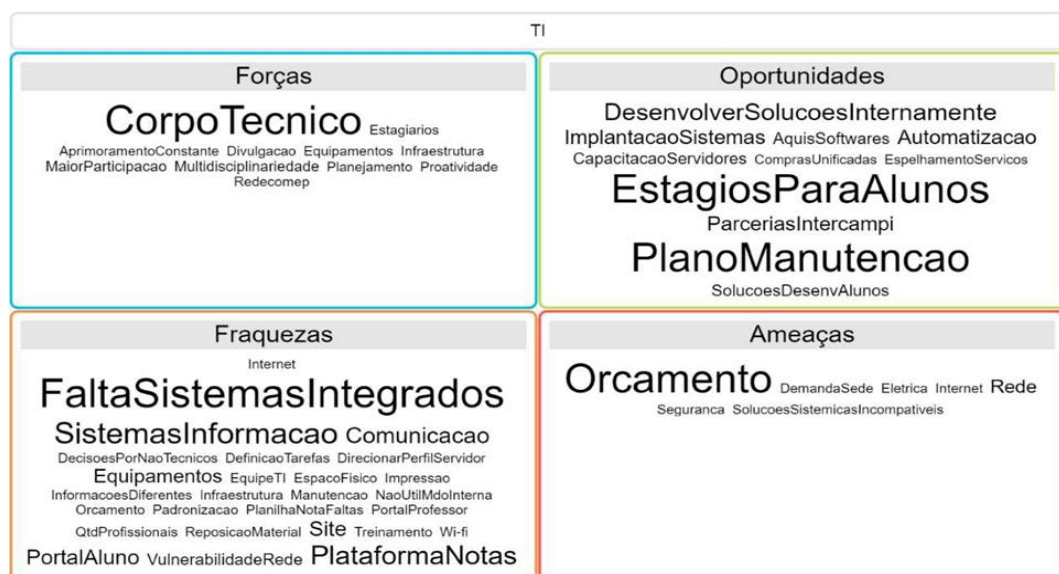 TI
Forças
CorpoTecnico Estagiarios
AprimoramentoConstante Divulgacao Equipamentos Infraestrutura
MaiorParticipacao Multidisciplinariedade Planejamento Proatividade
Redecomep
Oportunidades
DesenvolverSolucoesInternamente
ImplantacaoSistemas AquisSoftwares Automatizacao
CapacitacaoServidores ComprasUnificadas EspelhamentoServicos
EstagiosParaAlunos
ParceriasIntercampi
PlanoManutencao
SolucoesDesenvAlunos
Fraquezas
Internet
FaltaSistemasIntegrados
SistemasInformacao Comunicacao
DecisoesPorNaoTecnicos DefinicaoTarefas DirecionarPerfilServidor
Equipamentos EquipeTI EspacoFisico Impressao
InformacoesDiferentes Infraestrutura Manutencao NaoUtilMdoInterna
Orcamento Padronizacao PlanilhaNotaFaltas PortalProfessor
QtdProfissionais ReposicaoMaterial Site Treinamento Wi-fi
PortalAluno VulnerabilidadeRede PlataformaNotas
Ameaças
Orcamento DemandaSede Eletrica Internet Rede
Seguranca SolucoesSistemicasIncompativeis